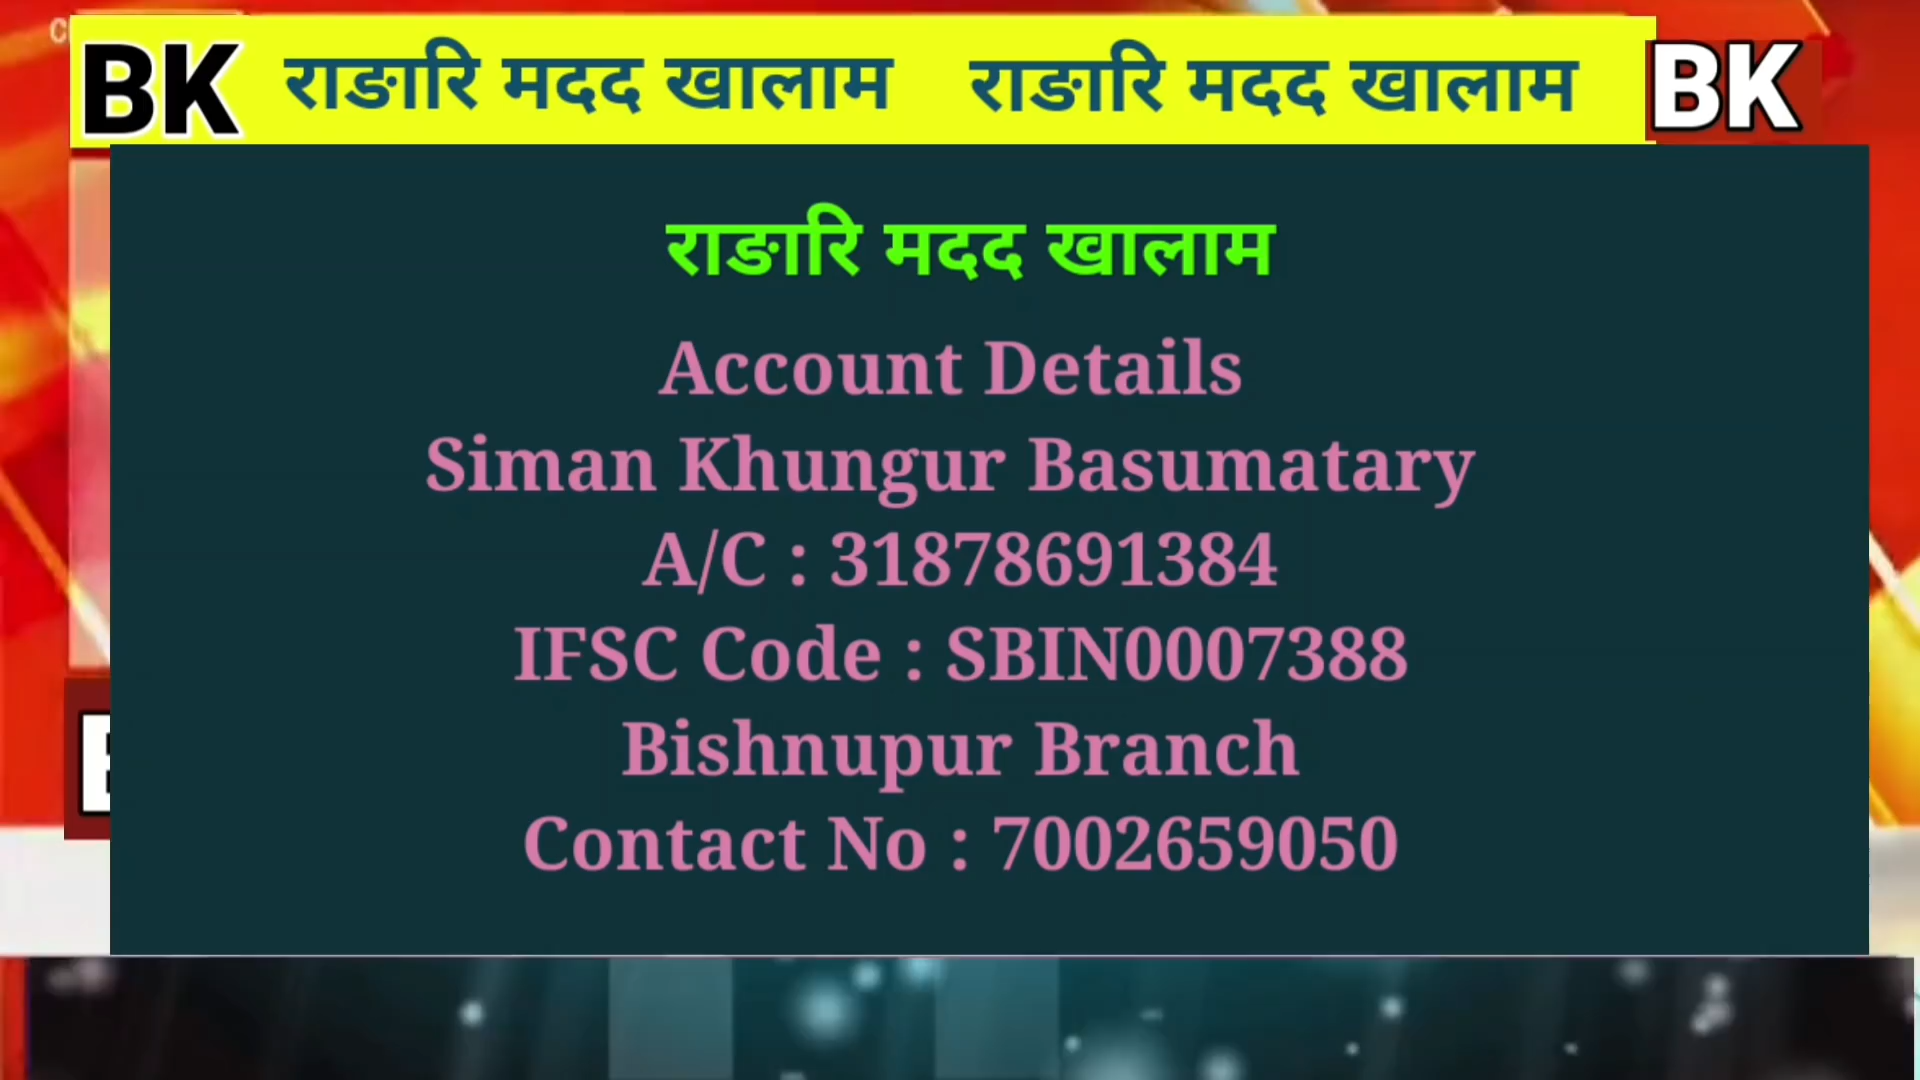 BK राङारि मदद खालाम राङारि मदद खालाम BK
राङारि मदद खालाम
Account Details
Siman Khungur Basumatary
A/C : 31878691384
IFSC Code : SBIN0007388
Bishnupur Branch
Contact No : 7002659050